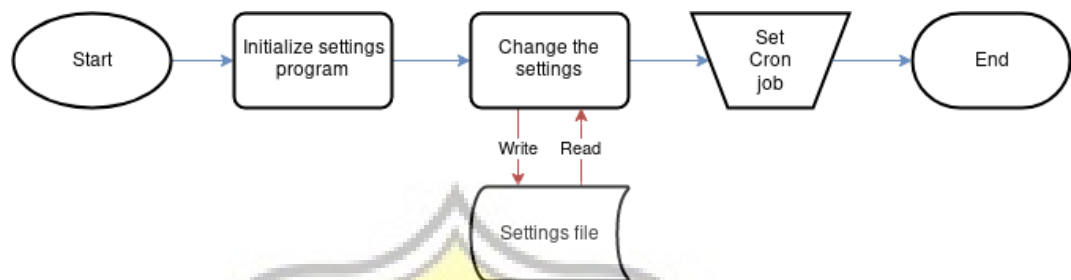 Start
Initialize settings
program
Change the
settings
Set
Cron
job
End
Write
Read
Settings file